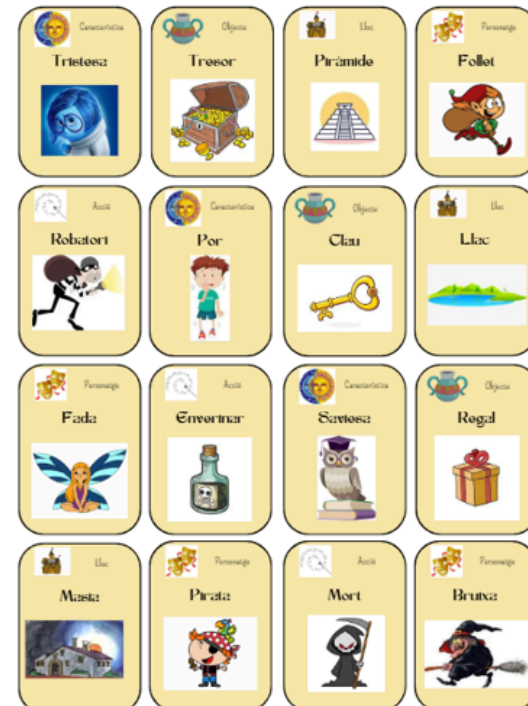 Característica
Tristesa
Objecte
Tresor
Lloc
Piràmide
Personatge
Follet
Acció
Robatori
Característica
Por
Objecte
Clau
Lloc
Llac
Personatge
Fada
Acció
Enverinar
Característica
Saviesa
Objecte
Regal
Lloc
Masia
Personatge
Pirata
Acció
Mort
Personatge
Bruixa